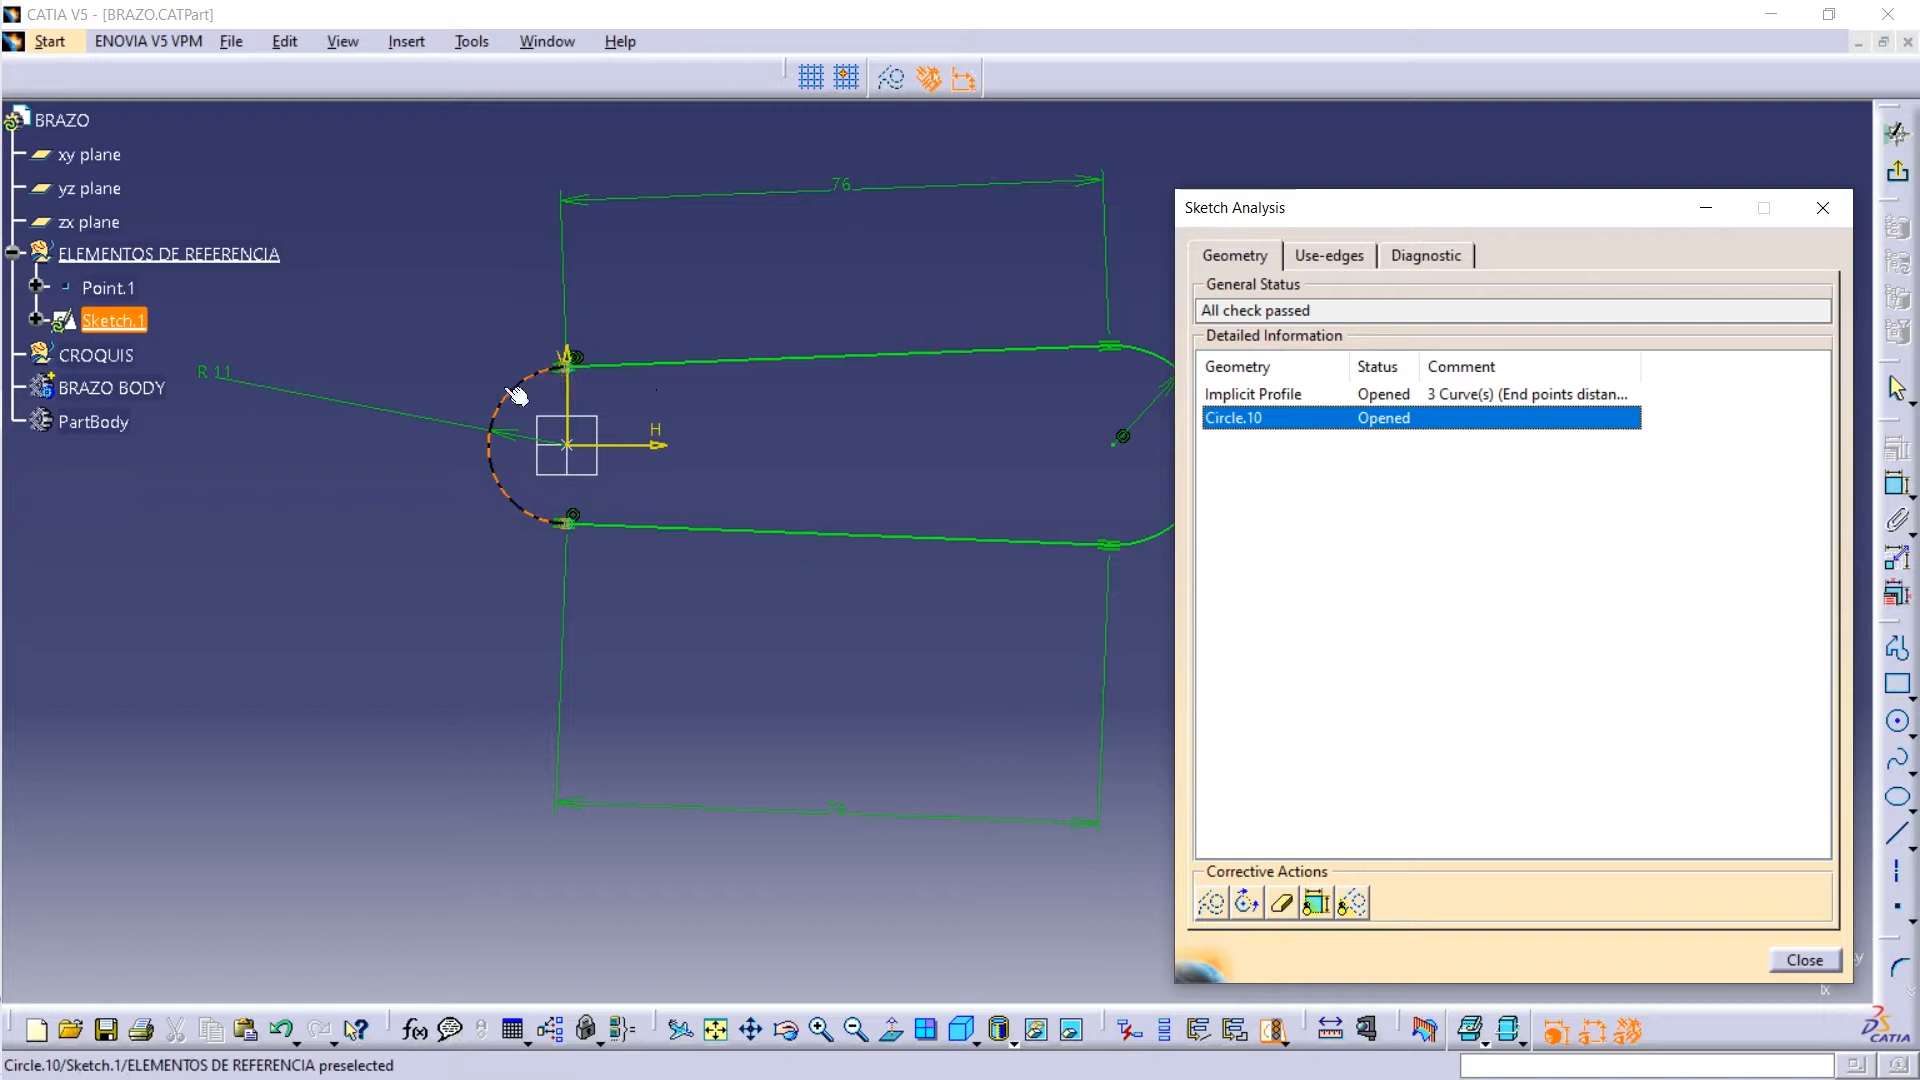 CATIA V5 - [BRAZO.CATPart]
Start ENOVIA V5 VPM File Edit View Insert Tools Window Help
BRAZO
xy plane
yz plane
zx plane
ELEMENTOS DE REFERENCIA
Point.1
Sketch.1
CROQUIS
BRAZO BODY
PartBody
76
R 11
V
H
Sketch Analysis
Geometry Use-edges Diagnostic
General Status
All check passed
Detailed Information
Geometry Status Comment
Implicit Profile Opened 3 Curve(s) (End points distan...
Circle.10 Opened
Corrective Actions
Close
f(x)
CATIA
Circle.10/Sketch.1/ELEMENTOS DE REFERENCIA preselected